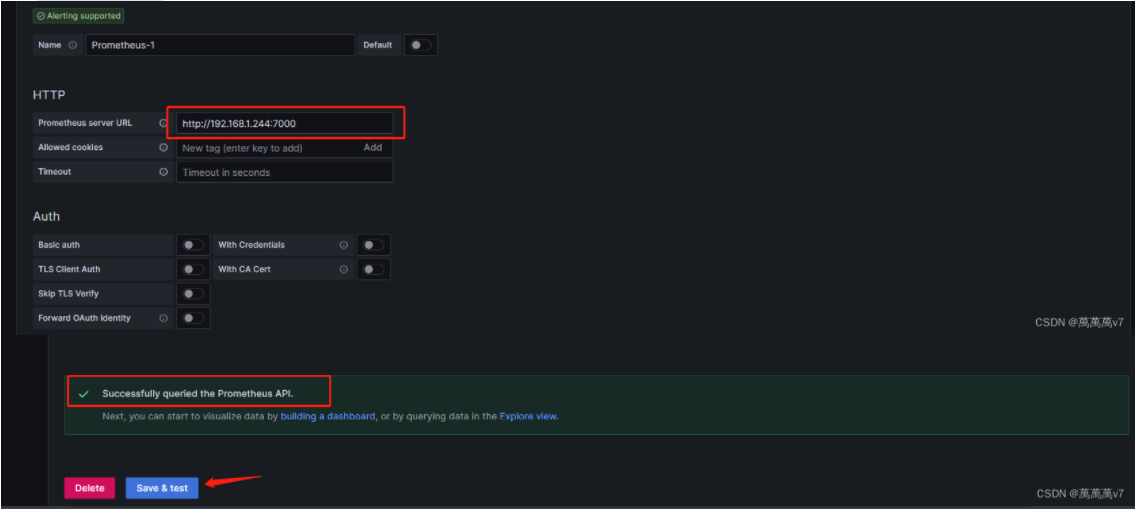 Alerting supported
Name Prometheus-1 Default
HTTP
Prometheus server URL http://192.168.1.244:7000
Allowed cookies New tag (enter key to add) Add
Timeout Timeout in seconds
Auth
Basic auth With Credentials
TLS Client Auth With CA Cert
Skip TLS Verify
Forward OAuth Identity
CSDN @萬萬萬v7
Successfully queried the Prometheus API.
Next, you can start to visualize data by building a dashboard, or by querying data in the Explore view.
Delete Save & test
CSDN @萬萬萬v7